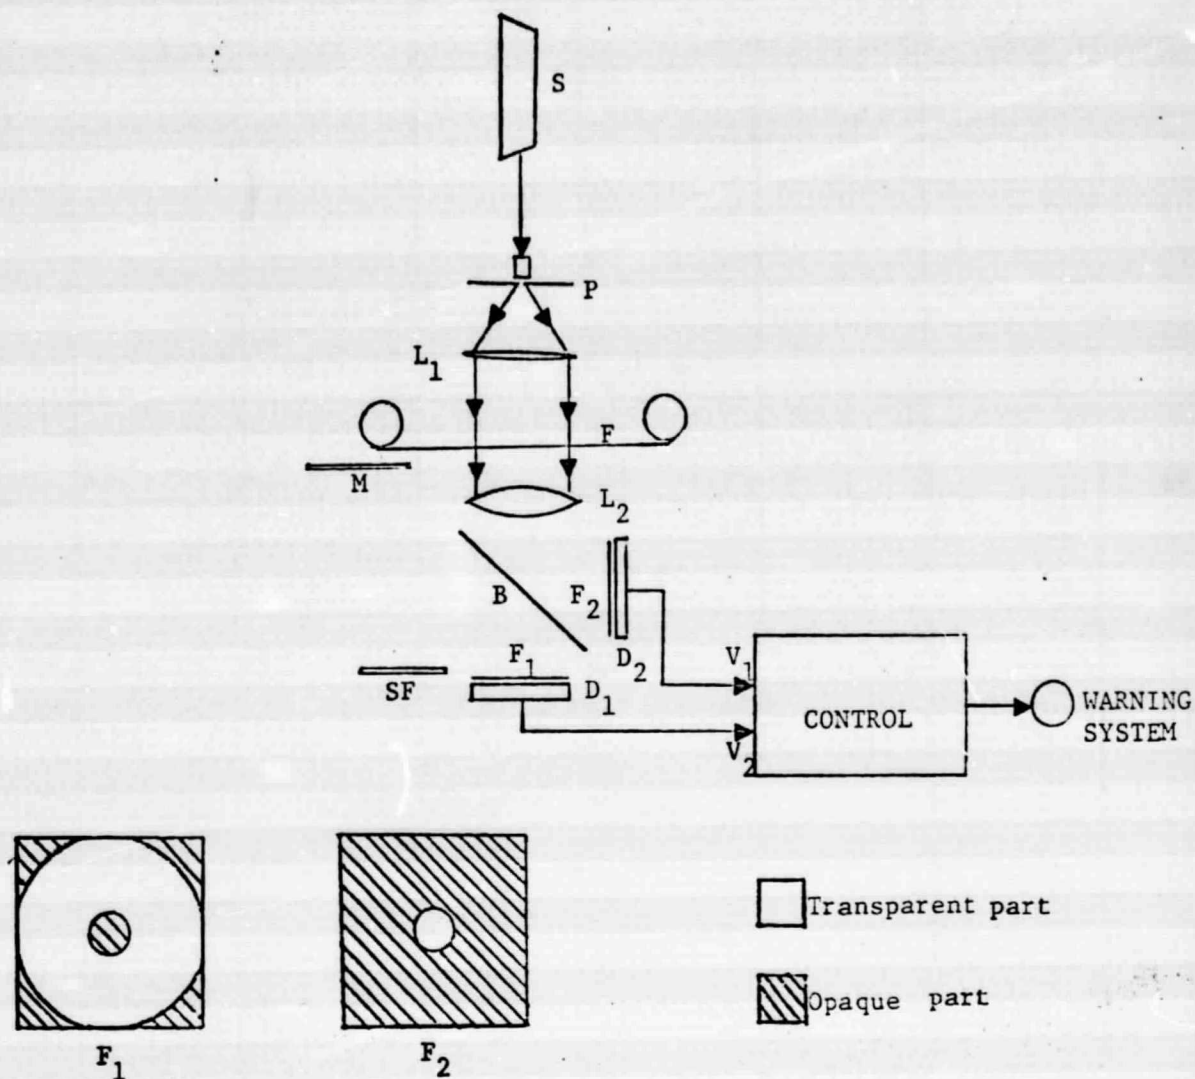 S
P
L₁
F
M
L₂
B
F₂
F₁
D₂
SF
D₁
V₁
CONTROL
V₂
WARNING
SYSTEM
Transparent part
Opaque part
F₁
F₂